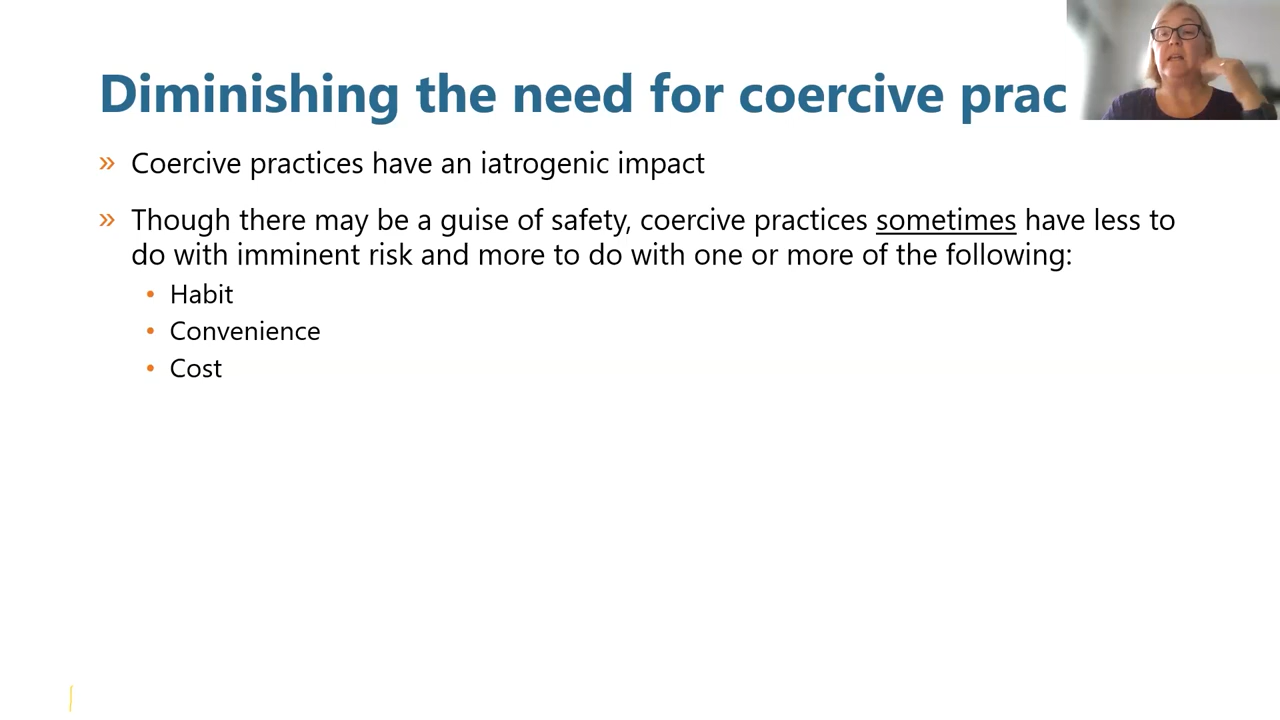 Diminishing the need for coercive prac
» Coercive practices have an iatrogenic impact
» Though there may be a guise of safety, coercive practices sometimes have less to
do with imminent risk and more to do with one or more of the following:
• Habit
• Convenience
• Cost